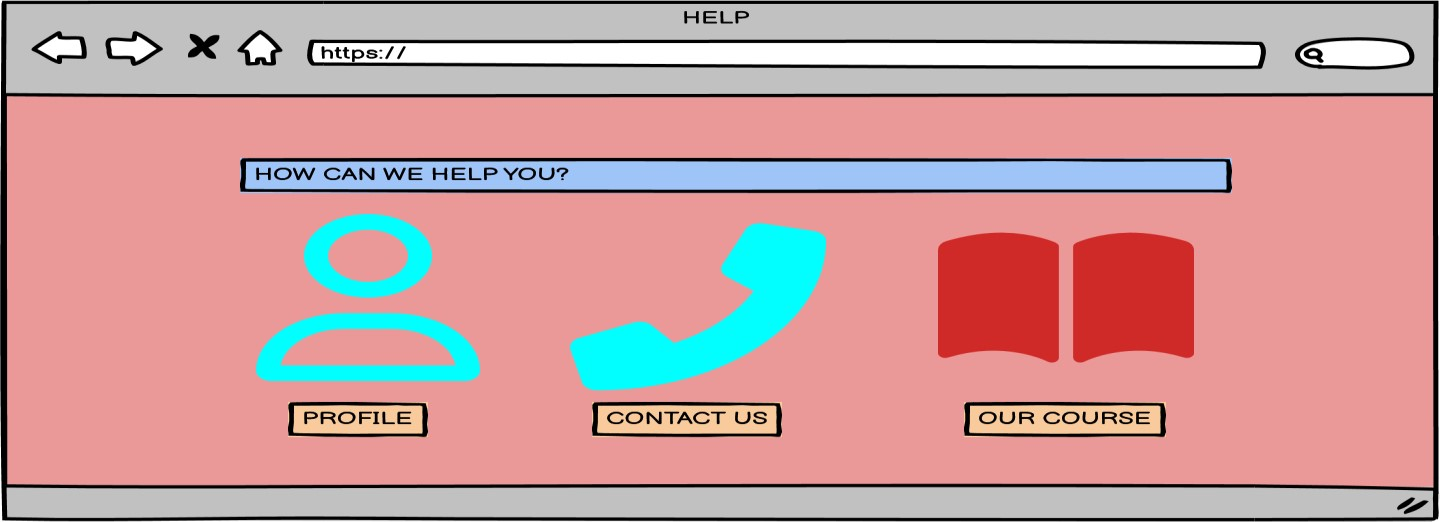 HELP
https://
HOW CAN WE HELP YOU?
PROFILE
CONTACT US
OUR COURSE